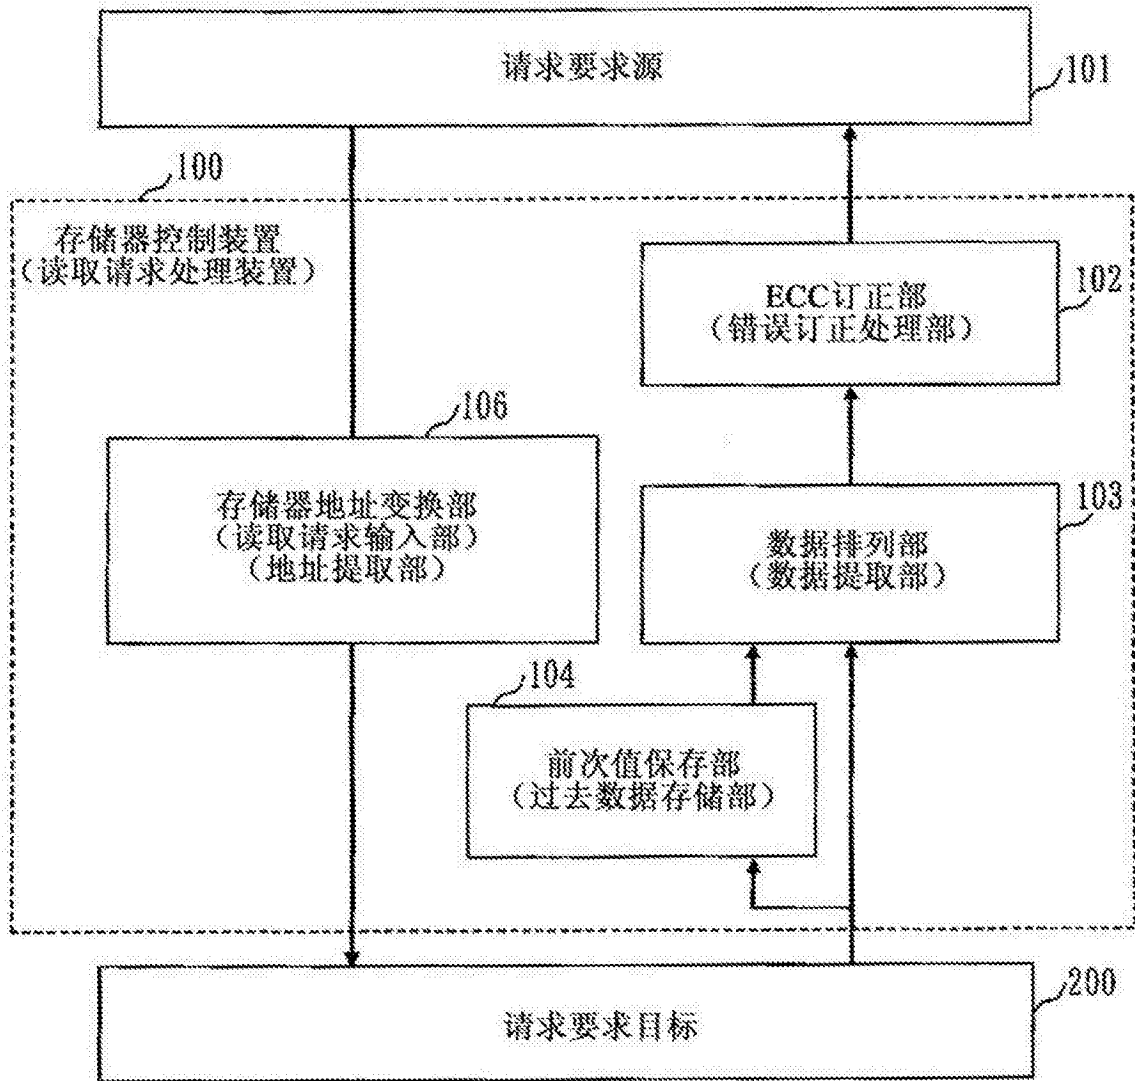 请求要求源
101
100
存储器控制装置
（读取请求处理装置）
ECC订正部
（错误订正处理部）
102
106
存储器地址变换部
（读取请求输入部）
（地址提取部）
103
数据排列部
（数据提取部）
104
前次值保存部
（过去数据存储部）
请求要求目标
200